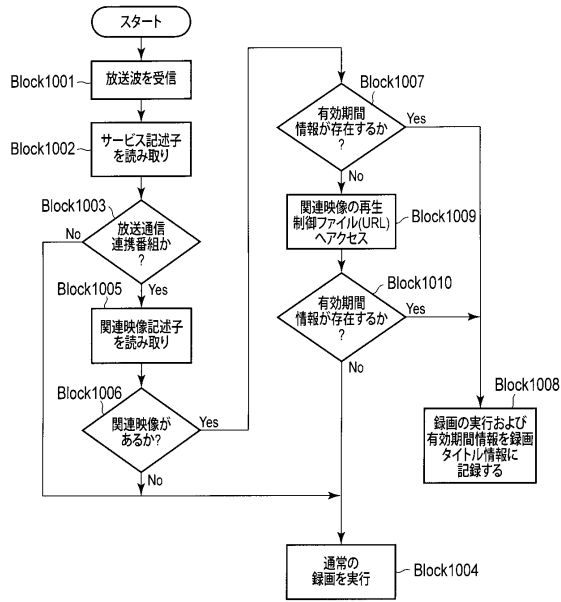 スタート
Block1001
放送波を受信
Block1002
サービス記述子
を読み取り
Block1003
放送通信
連携番組か
?
No
Yes
Block1005
関連映像記述子
を読み取り
Block1006
関連映像が
あるか?
Yes
No
Block1007
有効期間
情報が存在するか
?
Yes
No
関連映像の再生
制御ファイル(URL)
へアクセス
Block1009
Block1010
有効期間
情報が存在するか
?
Yes
No
Block1008
録画の実行および
有効期間情報を録画
タイトル情報に
記録する
通常の
録画を実行
Block1004